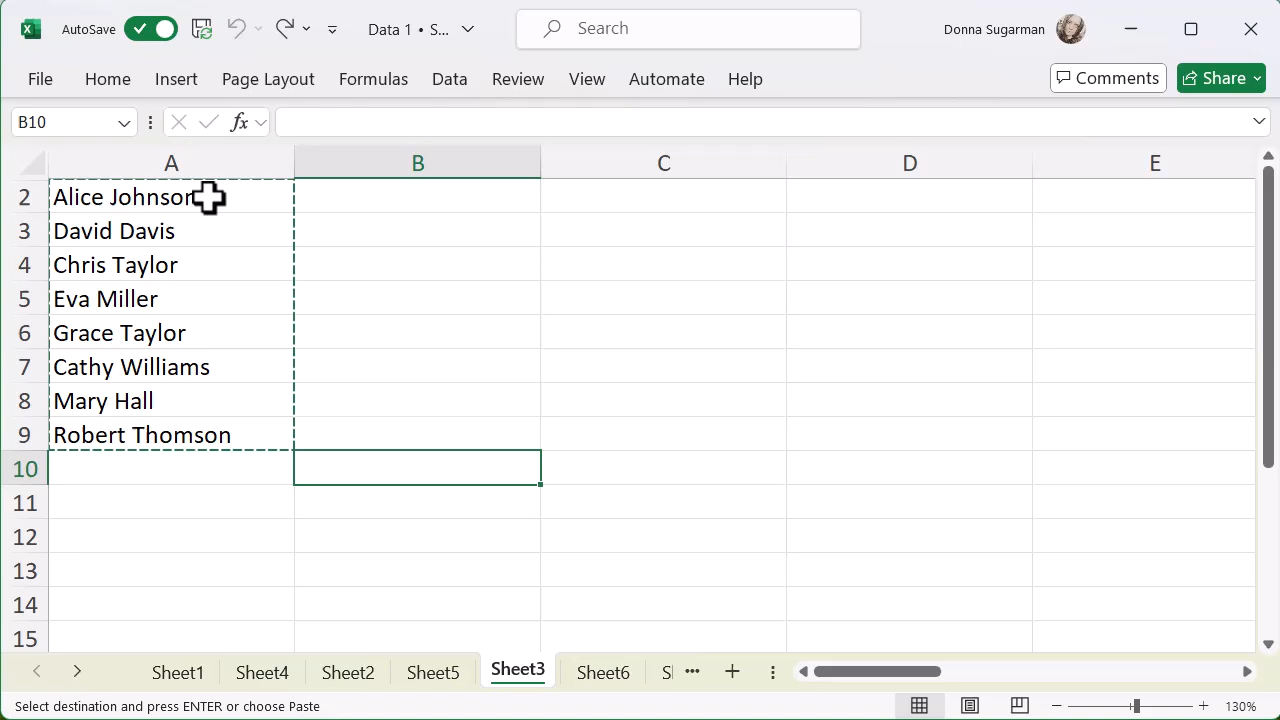 AutoSave
Data 1 • S...
Search
Donna Sugarman
File Home Insert Page Layout Formulas Data Review View Automate Help
Comments Share
B10 fx
A B C D E
2 Alice Johnson
3 David Davis
4 Chris Taylor
5 Eva Miller
6 Grace Taylor
7 Cathy Williams
8 Mary Hall
9 Robert Thomson
10
11
12
13
14
15
Sheet1 Sheet4 Sheet2 Sheet5 Sheet3 Sheet6 S ...
Select destination and press ENTER or choose Paste 130%